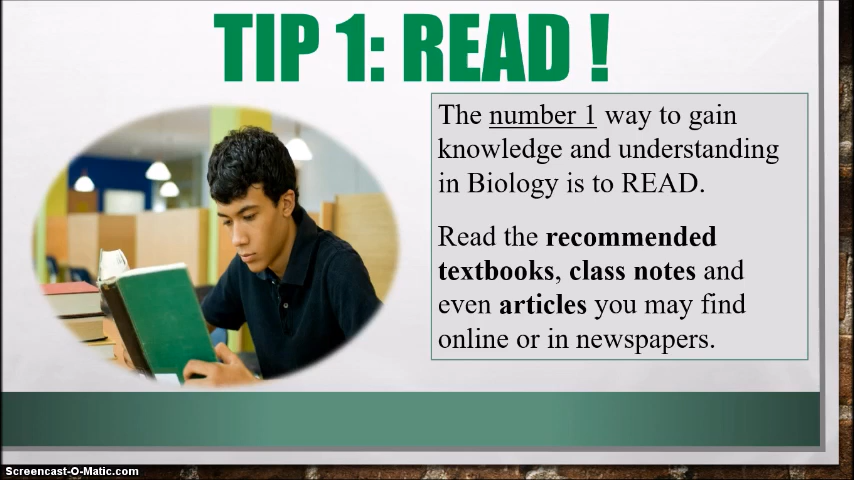 TIP 1: READ !
The number 1 way to gain
knowledge and understanding
in Biology is to READ.
Read the recommended
textbooks, class notes and
even articles you may find
online or in newspapers.
Screencast-O-Matic.com